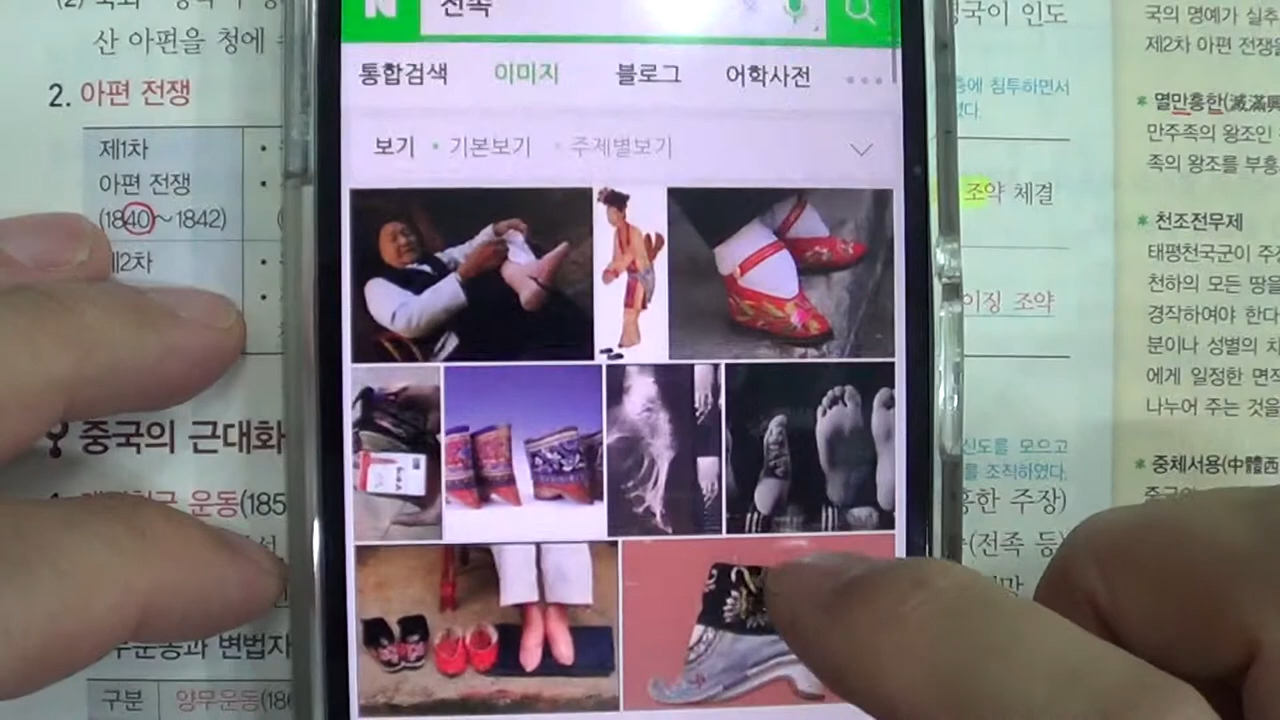 산 아편을 청에
2. 아편 전쟁
제1차
아편 전쟁
(1840~1842)
제2차
중국의 근대화
운동(185
운동과 변법자
구분 양무운동(186
N 전족
통합검색 이미지 블로그 어학사전
보기 기본보기 주제별보기
국이 인도
층에 침투하면서
였다.
조약 체결
이징 조약
신도를 모으고
를 조직하였다.
흥한 주장)
(전족 등)
국의 명예가 실추
제2차 아편 전쟁을
* 멸만흥한(滅滿興
만주족의 왕조인
족의 왕조를 부흥
* 천조전무제
태평천국군이 주장
천하의 모든 땅을
경작하여야 한다
분이나 성별의 차
에게 일정한 면적
나누어 주는 것을
* 중체서용(中體西